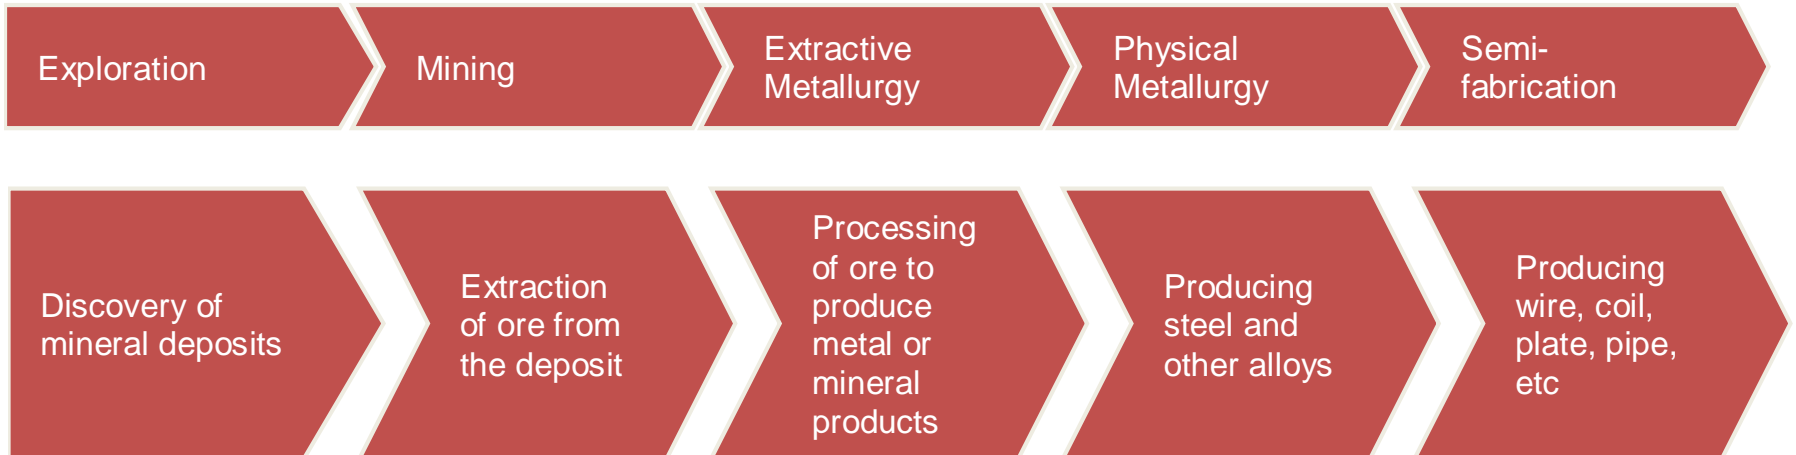 Exploration
Mining
Extractive
Metallurgy
Physical
Metallurgy
Semi-
fabrication
Discovery of
mineral deposits
Extraction
of ore from
the deposit
Processing
of ore to
produce
metal or
mineral
products
Producing
steel and
other alloys
Producing
wire, coil,
plate, pipe,
etc